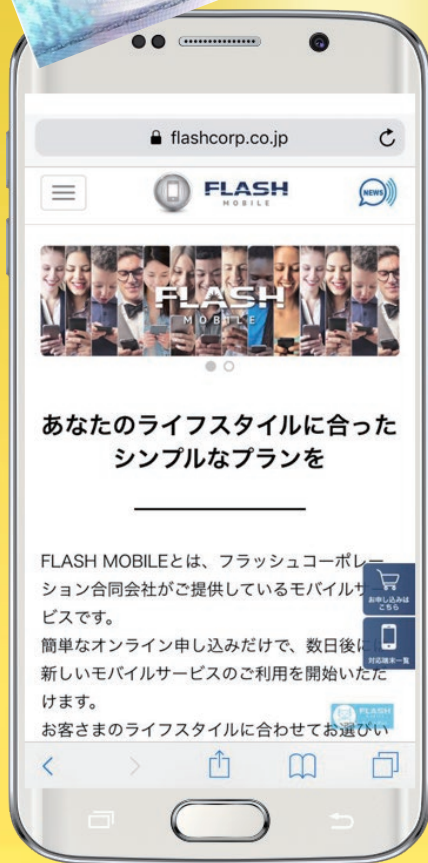 flashcorp.co.jp
FLASH
MOBILE
NEWS
FLASH
MOBILE
あなたのライフスタイルに合った
シンプルなプランを
FLASH MOBILEとは、フラッシュコーポレー
ション合同会社がご提供しているモバイルサー
ビスです。
お申し込みは
こちら
簡単なオンライン申し込みだけで、数日後に
新しいモバイルサービスのご利用を開始いただ
けます。
対応端末一覧
FLASH
お客さまのライフスタイルに合わせてお選びい